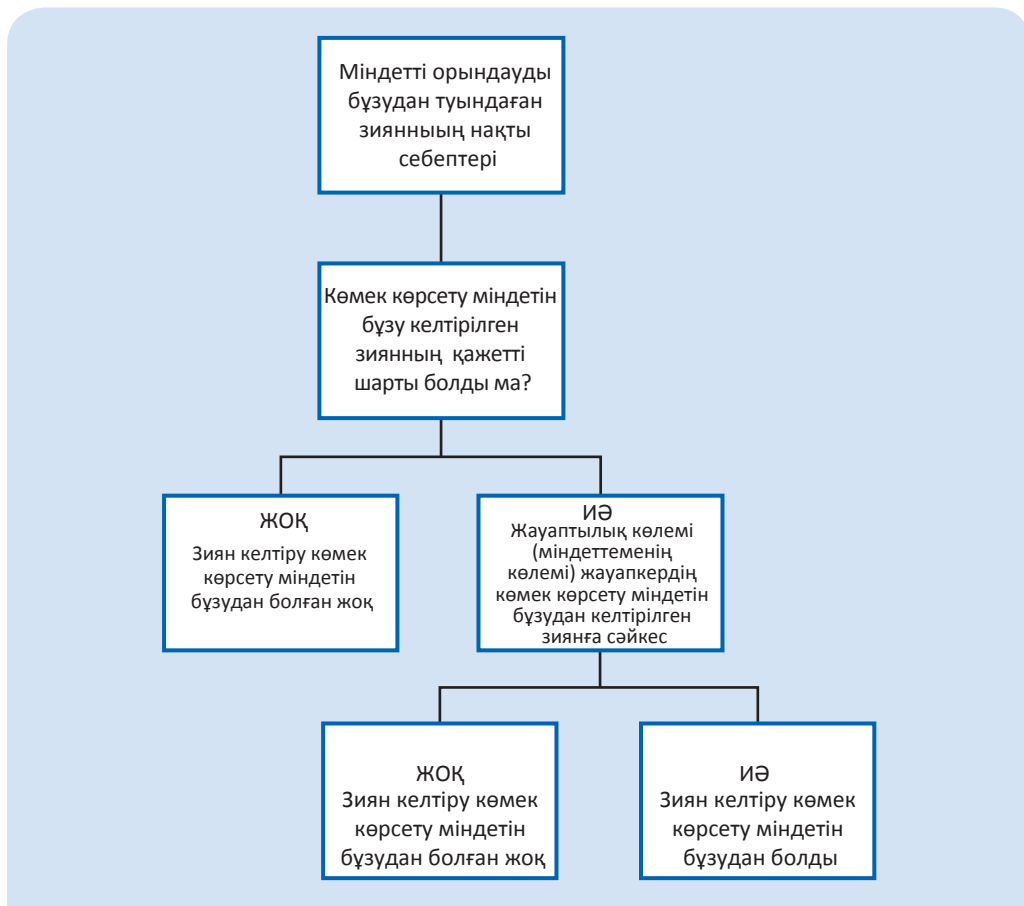 Міндетті орындауды
бұзудан туындаған
зиянныың нақты
себептері
Көмек көрсету міндетін
бұзу келтірілген
зиянның қажетті
шарты болды ма?
ЖОҚ
Зиян келтіру көмек
көрсету міндетін
бұзудан болған жоқ
ИӘ
Жауаптылық көлемі
(міндеттеменің
көлемі) жауапкердің
көмек көрсету міндетін
бұзудан келтірілген
зиянға сәйкес
ЖОҚ
Зиян келтіру көмек
көрсету міндетін
бұзудан болған жоқ
ИӘ
Зиян келтіру көмек
көрсету міндетін
бұзудан болды